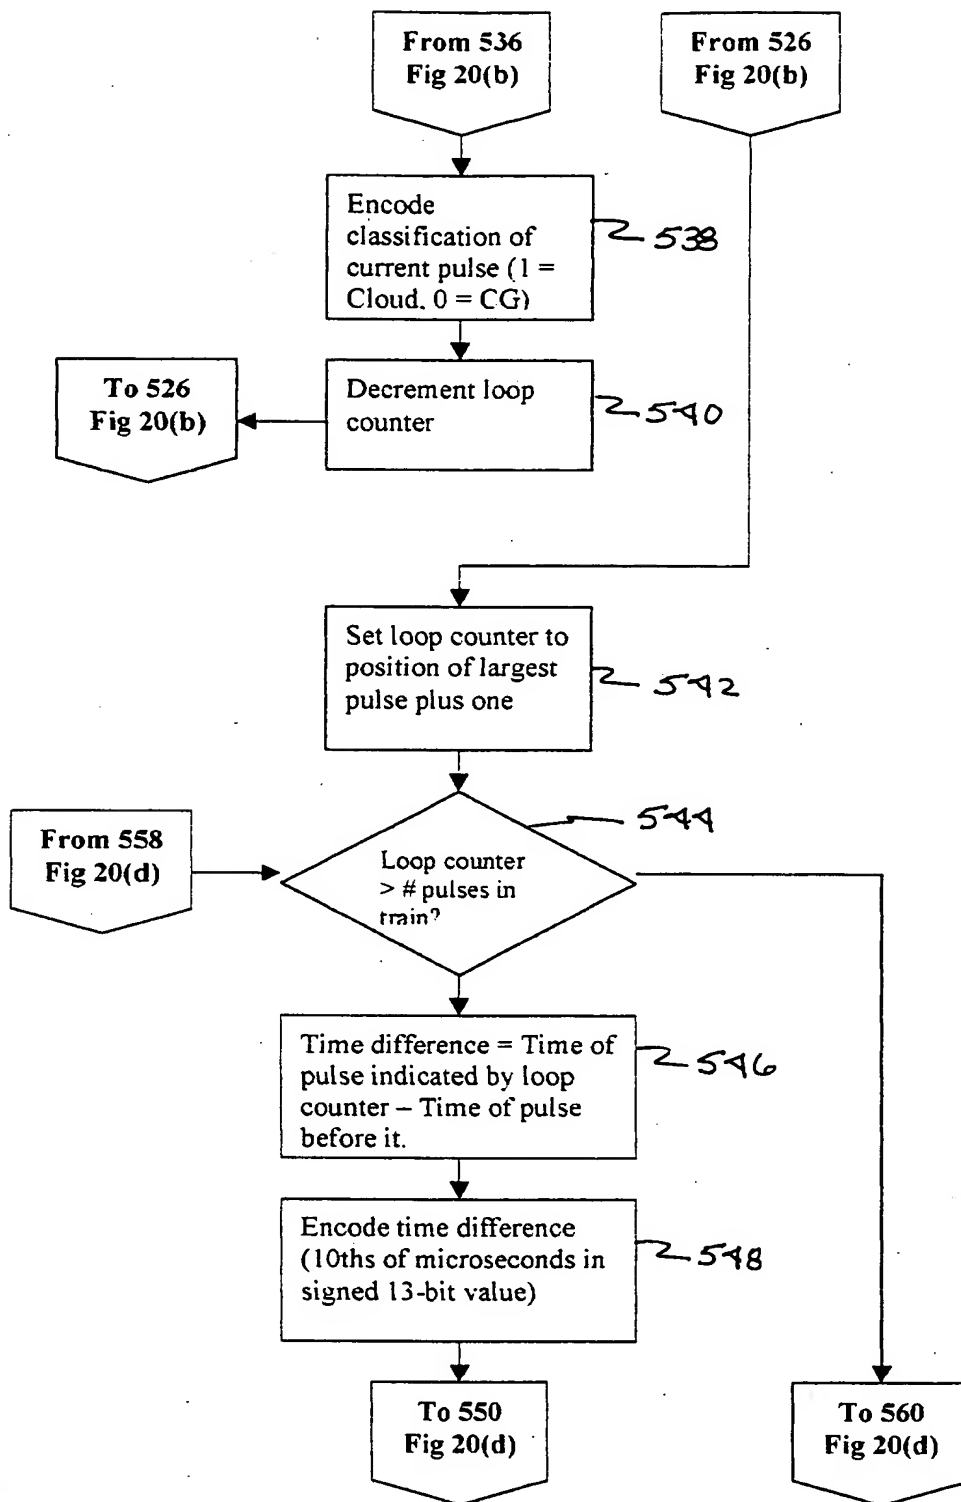 From 536
Fig 20(b)
From 526
Fig 20(b)
Encode
classification of
current pulse (1 =
Cloud, 0 = CG)
538
To 526
Fig 20(b)
Decrement loop
counter
540
Set loop counter to
position of largest
pulse plus one
542
544
From 558
Fig 20(d)
Loop counter
> # pulses in
train?
Time difference = Time of
pulse indicated by loop
counter – Time of pulse
before it.
546
Encode time difference
(10ths of microseconds in
signed 13-bit value)
548
To 550
Fig 20(d)
To 560
Fig 20(d)